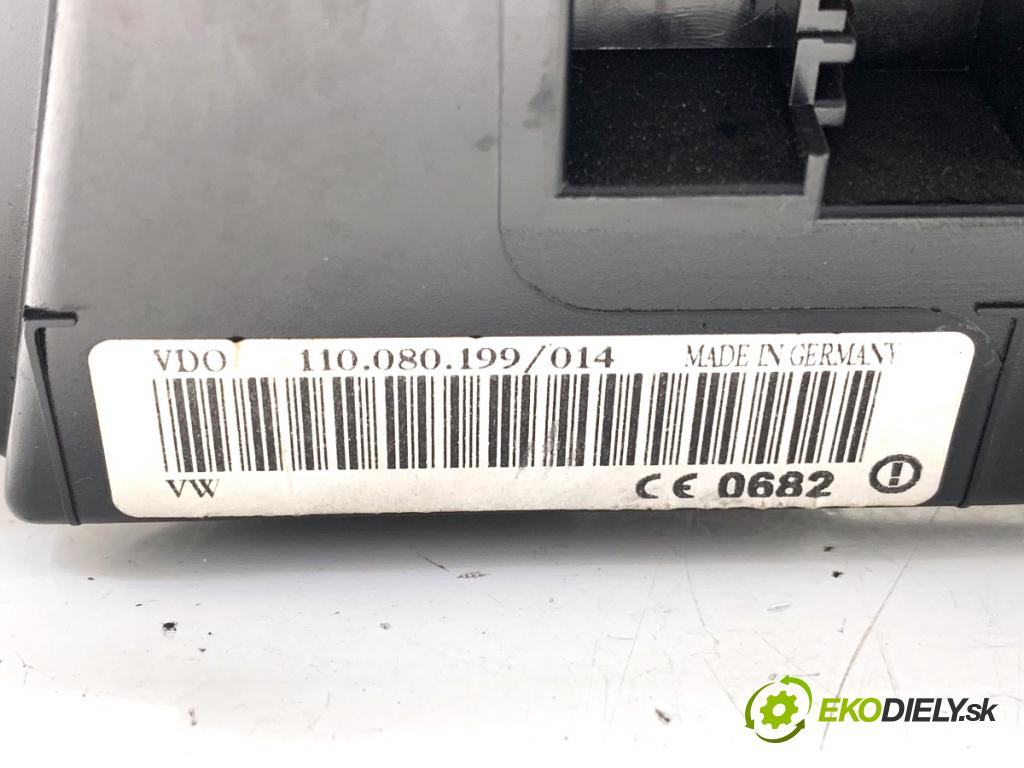 VDO 110.080.199/014 MADE IN GERMANY
VW CE 0682
EKODIELY.sk